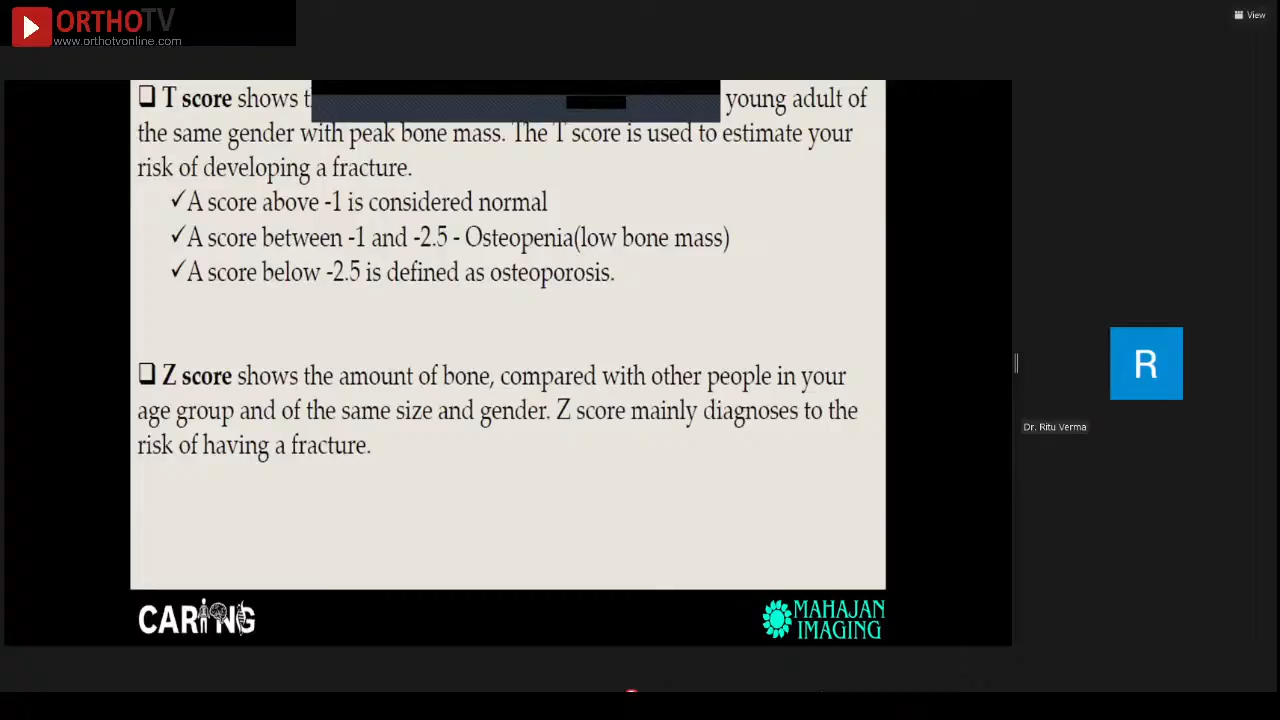 ORTHOTV
www.orthotvonline.com
View
❑ T score shows young adult of
the same gender with peak bone mass. The T score is used to estimate your
risk of developing a fracture.
✓A score above -1 is considered normal
✓A score between -1 and -2.5 - Osteopenia(low bone mass)
✓A score below -2.5 is defined as osteoporosis.
❑ Z score shows the amount of bone, compared with other people in your
age group and of the same size and gender. Z score mainly diagnoses to the
risk of having a fracture.
R
Dr. Ritu Verma
CARING
MAHAJAN
IMAGING